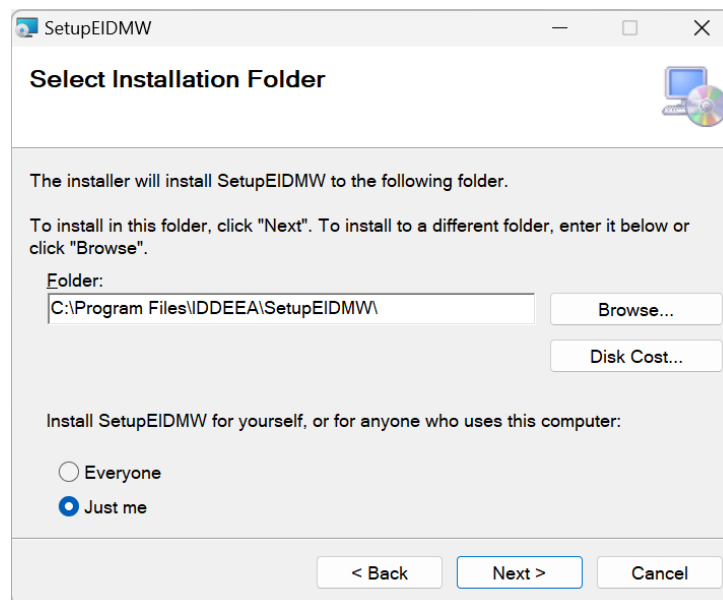 SetupEIDMW
Select Installation Folder
The installer will install SetupEIDMW to the following folder.
To install in this folder, click "Next". To install to a different folder, enter it below or
click "Browse".
Folder:
C:\Program Files\IDDEEA\SetupEIDMW\
Browse...
Disk Cost...
Install SetupEIDMW for yourself, or for anyone who uses this computer:
Everyone
Just me
< Back
Next >
Cancel